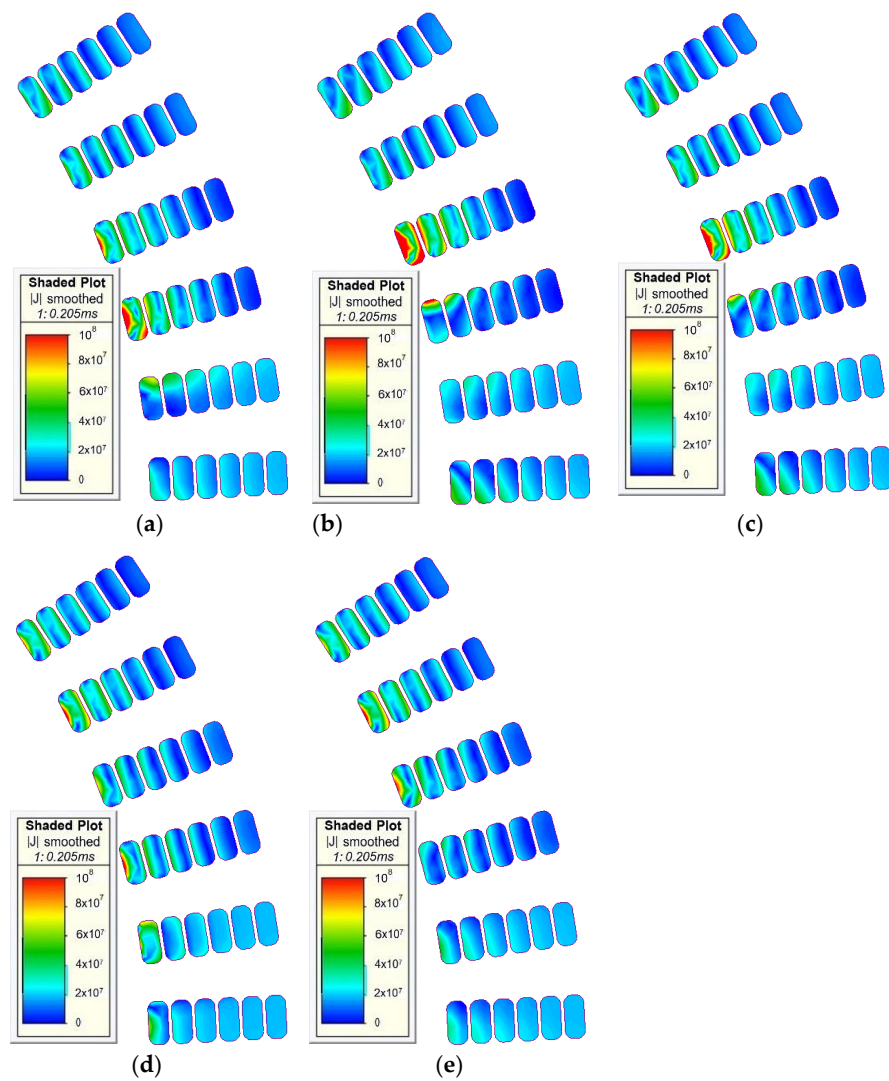 Shaded Plot
|J| smoothed
1: 0.205ms
10⁸
8x10⁷
6x10⁷
4x10⁷
2x10⁷
0
Shaded Plot
|J| smoothed
1: 0.205ms
10⁸
8x10⁷
6x10⁷
4x10⁷
2x10⁷
0
Shaded Plot
|J| smoothed
1: 0.205ms
10⁸
8x10⁷
6x10⁷
4x10⁷
2x10⁷
0
(a)
(b)
(c)
Shaded Plot
|J| smoothed
1: 0.205ms
10⁸
8x10⁷
6x10⁷
4x10⁷
2x10⁷
0
Shaded Plot
|J| smoothed
1: 0.205ms
10⁸
8x10⁷
6x10⁷
4x10⁷
2x10⁷
0
(d)
(e)